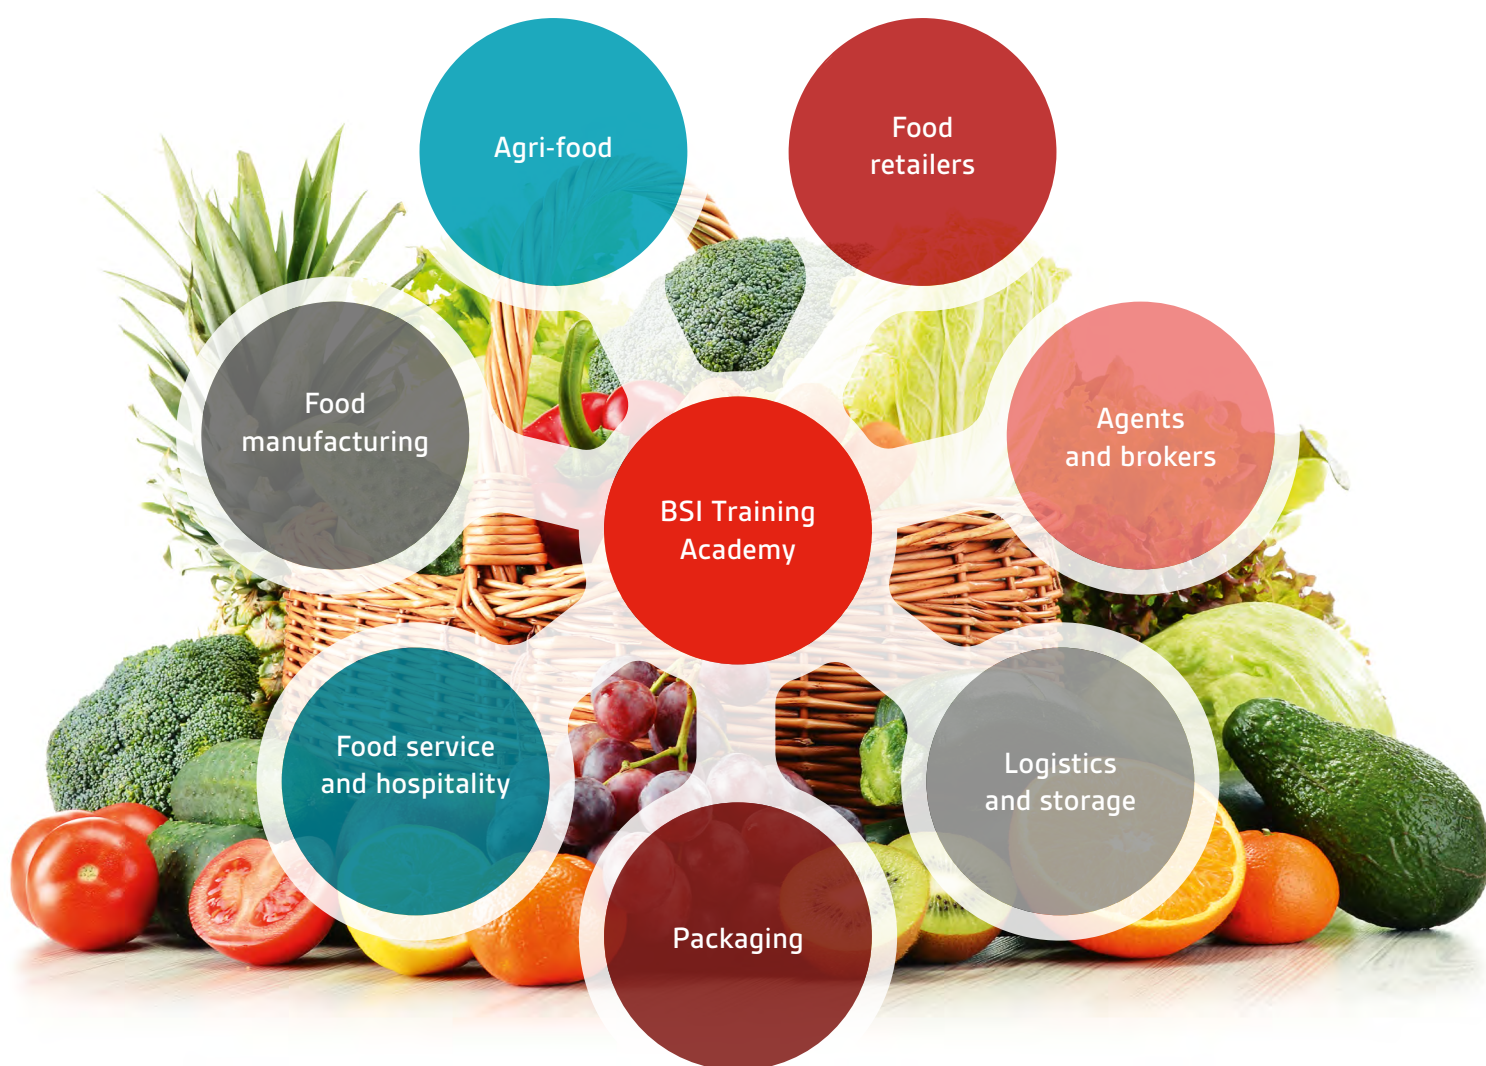 Agri-food
Food
retailers
Food
manufacturing
Agents
and brokers
BSI Training
Academy
Food service
and hospitality
Logistics
and storage
Packaging